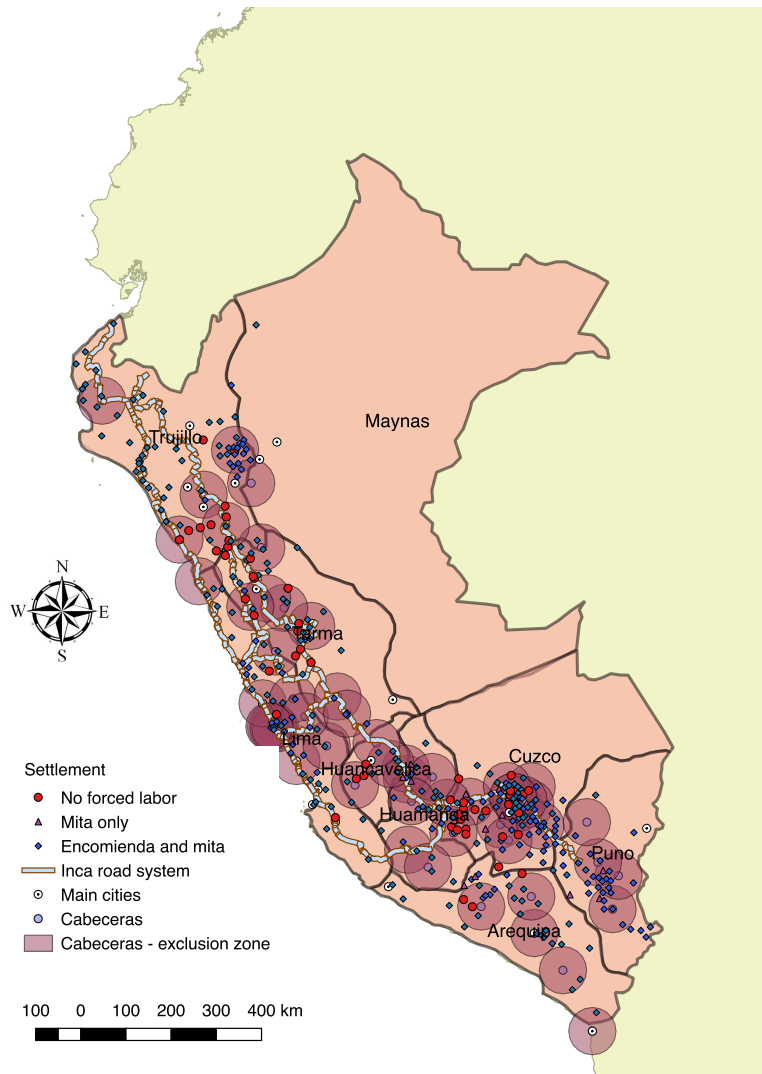 Maynas
Trujillo
N
W
E
S
Tarma
Lima
Cuzco
Huancavelica
Huamanga
Puno
Arequipa
Settlement
No forced labor
Mita only
Encomienda and mita
Inca road system
Main cities
Cabeceras
Cabeceras - exclusion zone
100 0 100 200 300 400 km